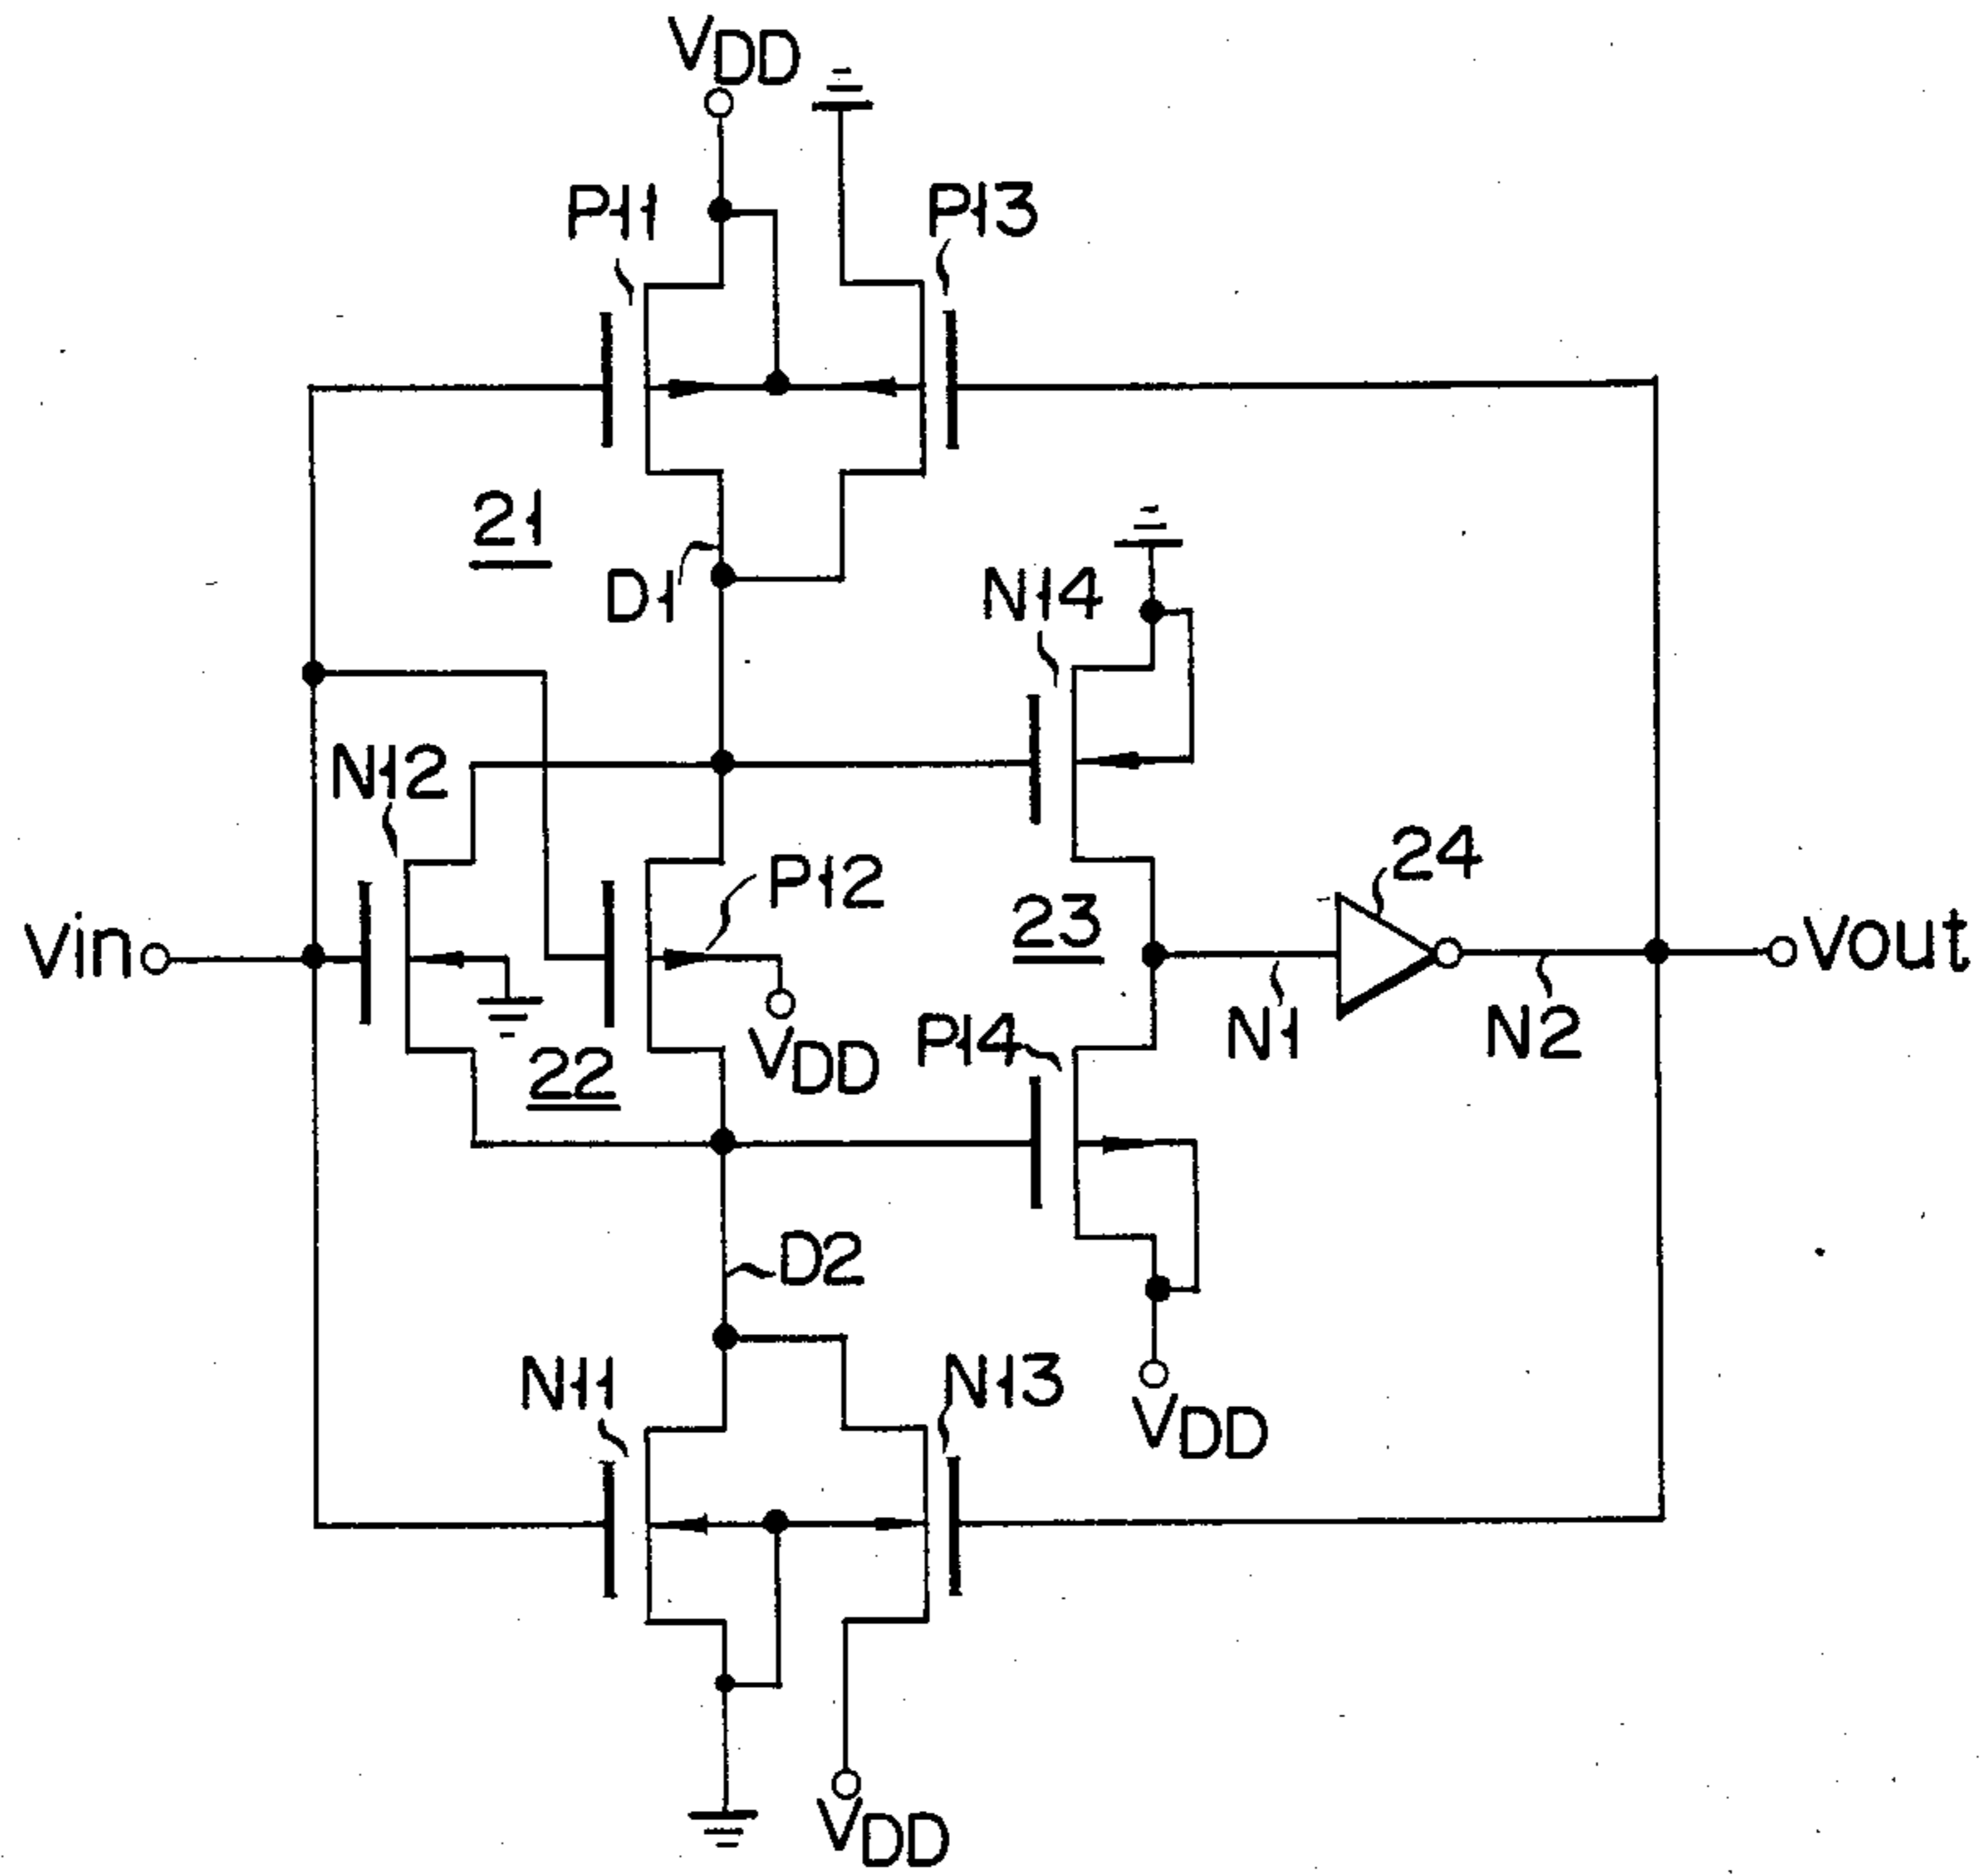 VDD
P11
P13
21
D1
N14
N12
P12
24
23
Vin
Vout
VDD
P14
N1
N2
22
D2
N11
N13
VDD
VDD